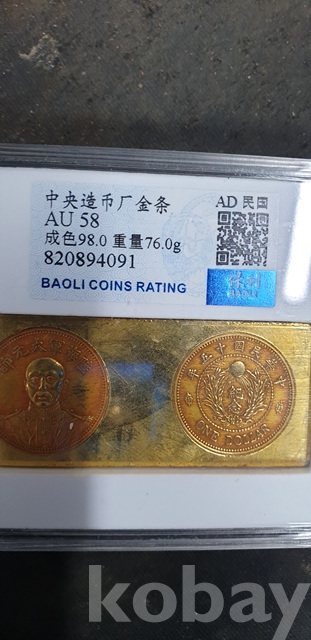 中央造币厂金条 AD 民国
AU 58
成色98.0 重量76.0g
820894091
BAOLI COINS RATING
ONE DOLLAR
kobay